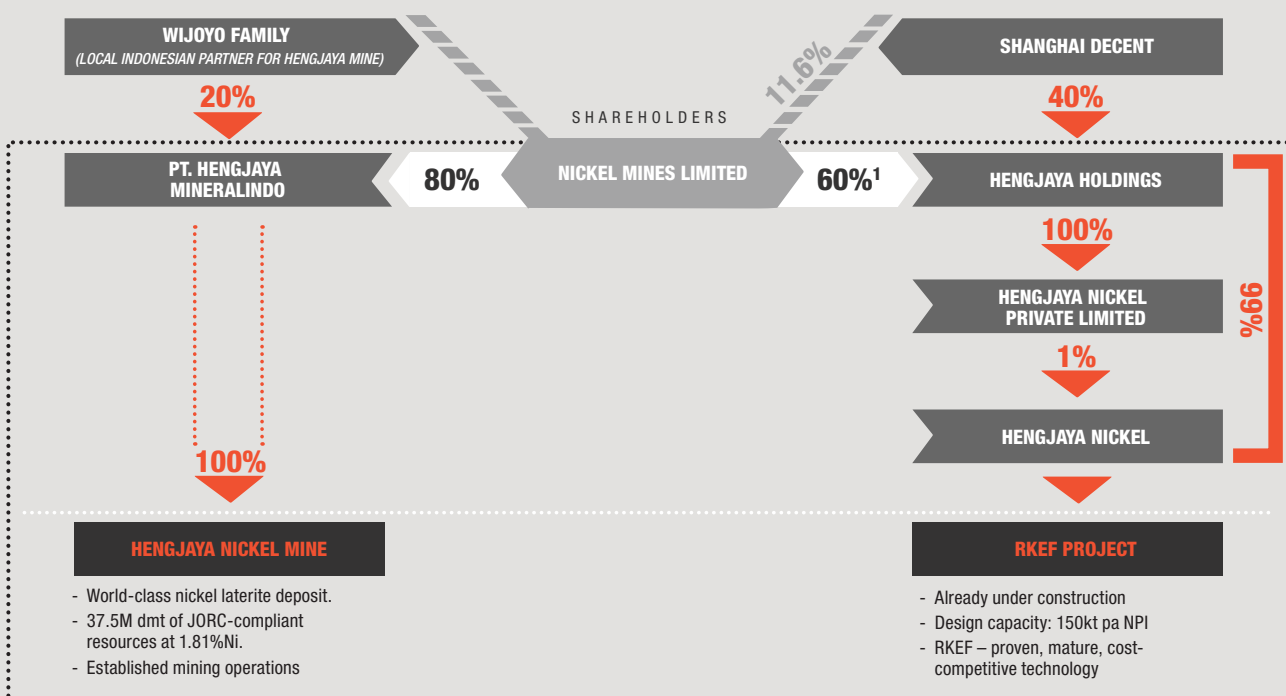 WIJOYO FAMILY
(LOCAL INDONESIAN PARTNER FOR HENGJAYA MINE)
20%
SHAREHOLDERS
11.6%
SHANGHAI DECENT
40%
PT. HENGJAYA
MINERALINDO
80%
NICKEL MINES LIMITED
60%¹
HENGJAYA HOLDINGS
100%
HENGJAYA NICKEL
PRIVATE LIMITED
99%
1%
HENGJAYA NICKEL
100%
HENGJAYA NICKEL MINE
- World-class nickel laterite deposit.
- 37.5M dmt of JORC-compliant
resources at 1.81%Ni.
- Established mining operations
RKEF PROJECT
- Already under construction
- Design capacity: 150kt pa NPI
- RKEF – proven, mature, cost-
competitive technology